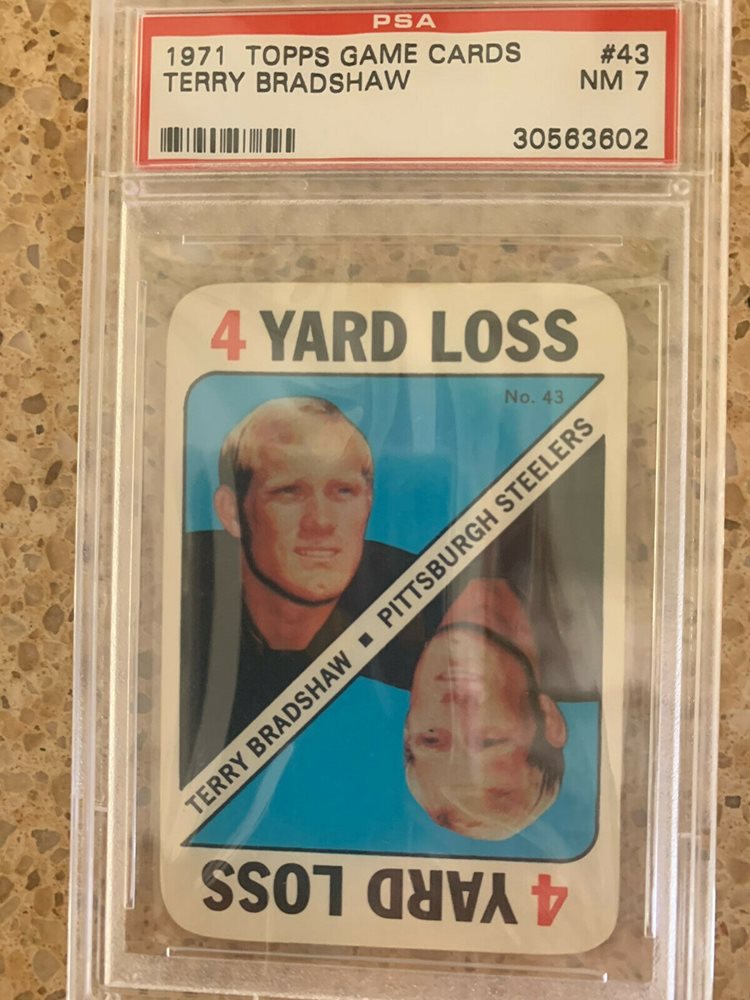 PSA
1971 TOPPS GAME CARDS #43
TERRY BRADSHAW NM 7
30563602
4 YARD LOSS
No. 43
TERRY BRADSHAW ▪ PITTSBURGH STEELERS
4 YARD LOSS